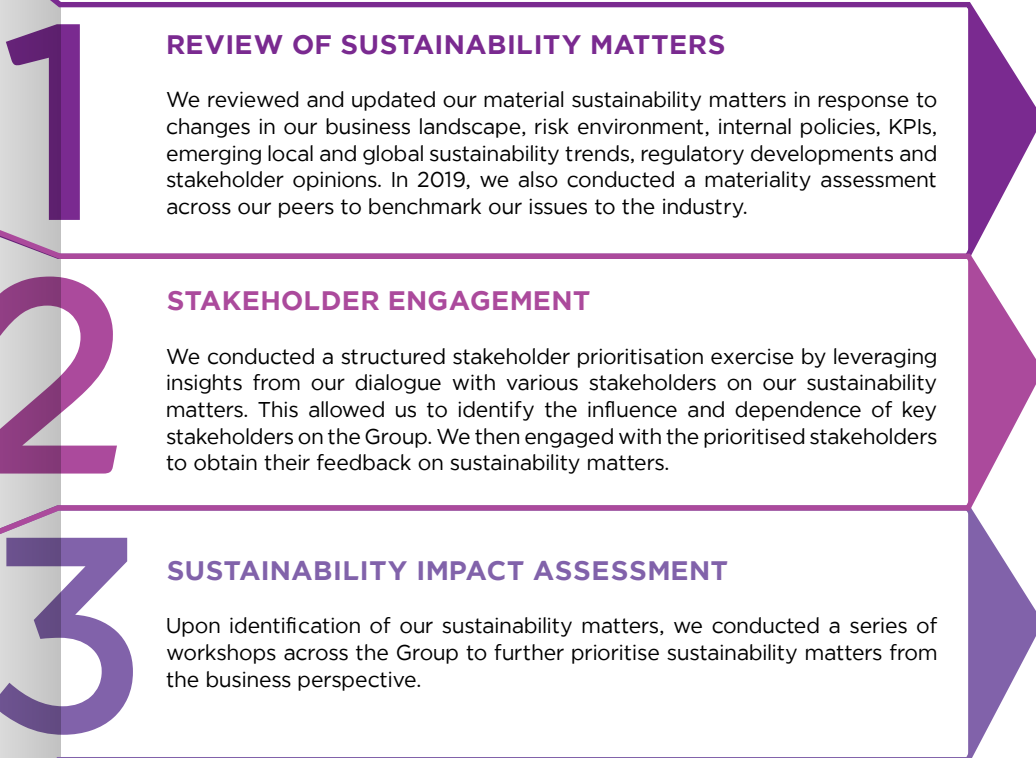 1
REVIEW OF SUSTAINABILITY MATTERS
We reviewed and updated our material sustainability matters in response to
changes in our business landscape, risk environment, internal policies, KPIs,
emerging local and global sustainability trends, regulatory developments and
stakeholder opinions. In 2019, we also conducted a materiality assessment
across our peers to benchmark our issues to the industry.
2
STAKEHOLDER ENGAGEMENT
We conducted a structured stakeholder prioritisation exercise by leveraging
insights from our dialogue with various stakeholders on our sustainability
matters. This allowed us to identify the influence and dependence of key
stakeholders on the Group. We then engaged with the prioritised stakeholders
to obtain their feedback on sustainability matters.
3
SUSTAINABILITY IMPACT ASSESSMENT
Upon identification of our sustainability matters, we conducted a series of
workshops across the Group to further prioritise sustainability matters from
the business perspective.